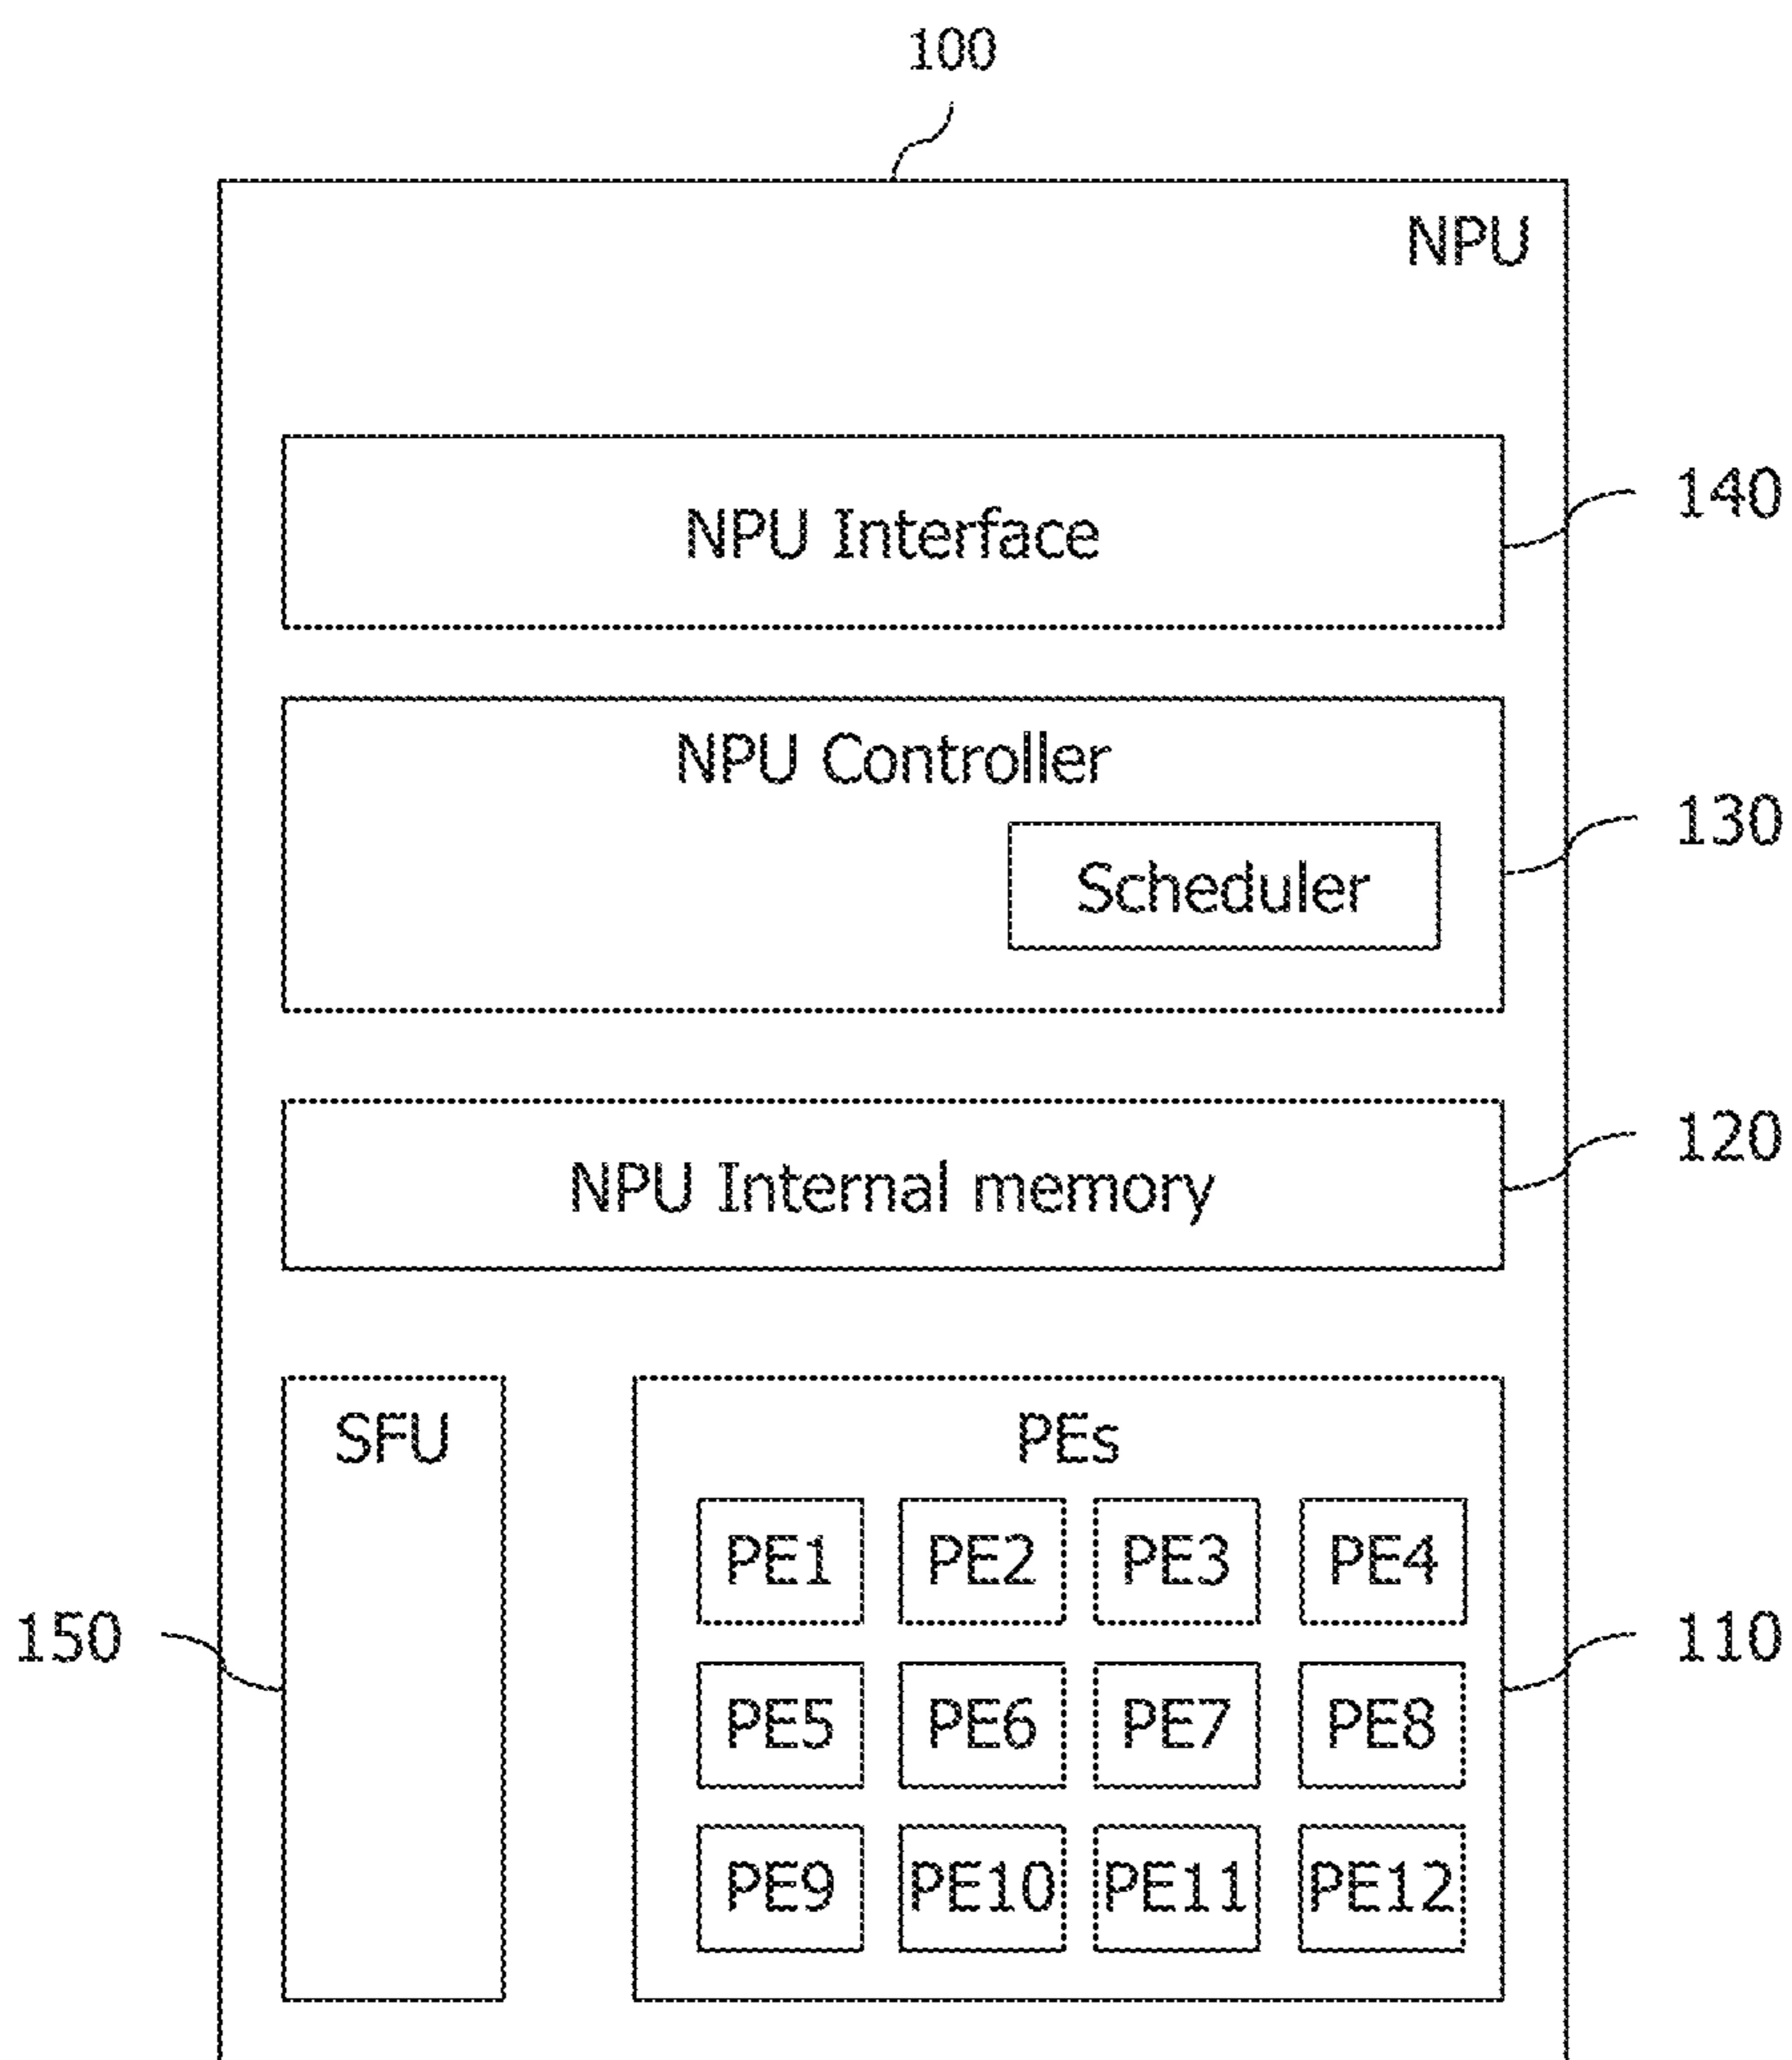 100
NPU
NPU Interface
140
NPU Controller
130
Scheduler
NPU Internal memory
120
SFU
PEs
PE1 PE2 PE3 PE4
150
110
PE5 PE6 PE7 PE8
PE9 PE10 PE11 PE12